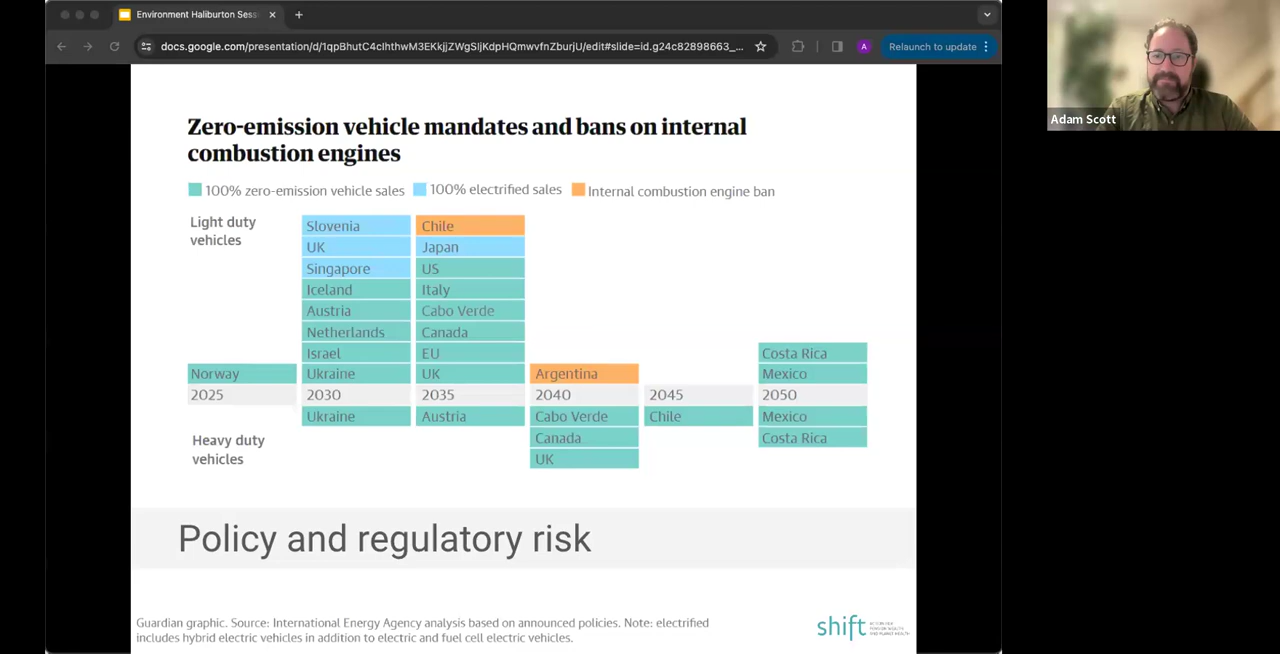 Environment Haliburton Sess
docs.google.com/presentation/d/1qpBhutC4cIhthwM3EKkjjZWgSIjKdpHQmwvfnZburjU/edit#slide=id.g24c82898663_...
A
Relaunch to update
Adam Scott
Zero-emission vehicle mandates and bans on internal
combustion engines
100% zero-emission vehicle sales
100% electrified sales
Internal combustion engine ban
Light duty
vehicles
Slovenia
Chile
UK
Japan
Singapore
US
Iceland
Italy
Austria
Cabo Verde
Netherlands
Canada
Israel
EU
Costa Rica
Norway
Ukraine
UK
Argentina
Mexico
2025
2030
2035
2040
2045
2050
Ukraine
Austria
Cabo Verde
Chile
Mexico
Heavy duty
vehicles
Canada
Costa Rica
UK
Policy and regulatory risk
Guardian graphic. Source: International Energy Agency analysis based on announced policies. Note: electrified
includes hybrid electric vehicles in addition to electric and fuel cell electric vehicles.
shift